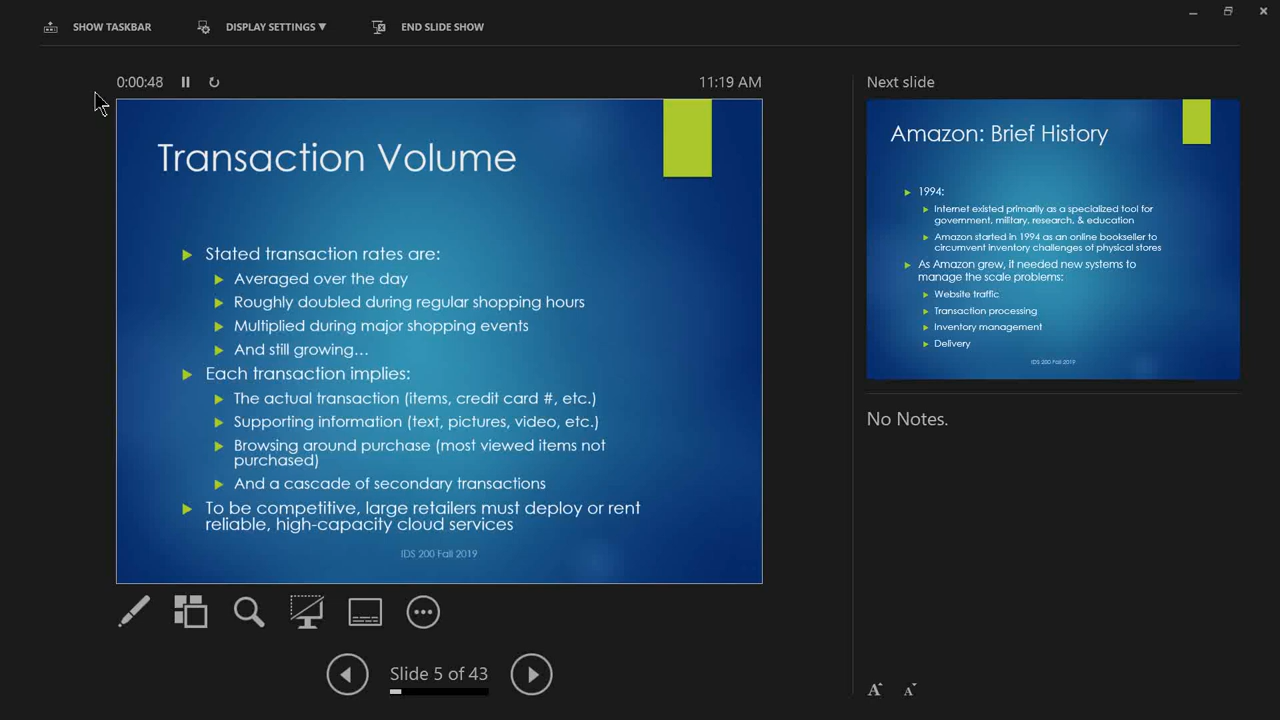 SHOW TASKBAR
DISPLAY SETTINGS ▼
END SLIDE SHOW
0:00:48
11:19 AM
Transaction Volume
Stated transaction rates are:
Averaged over the day
Roughly doubled during regular shopping hours
Multiplied during major shopping events
And still growing…
Each transaction implies:
The actual transaction (items, credit card #, etc.)
Supporting information (text, pictures, video, etc.)
Browsing around purchase (most viewed items not
purchased)
And a cascade of secondary transactions
To be competitive, large retailers must deploy or rent
reliable, high-capacity cloud services
IDS 200 Fall 2019
Slide 5 of 43
Next slide
Amazon: Brief History
1994:
Internet existed primarily as a specialized tool for
government, military, research, & education
Amazon started in 1994 as an online bookseller to
circumvent inventory challenges of physical stores
As Amazon grew, it needed new systems to
manage the scale problems:
Website traffic
Transaction processing
Inventory management
Delivery
IDS 200 Fall 2019
No Notes.
A A